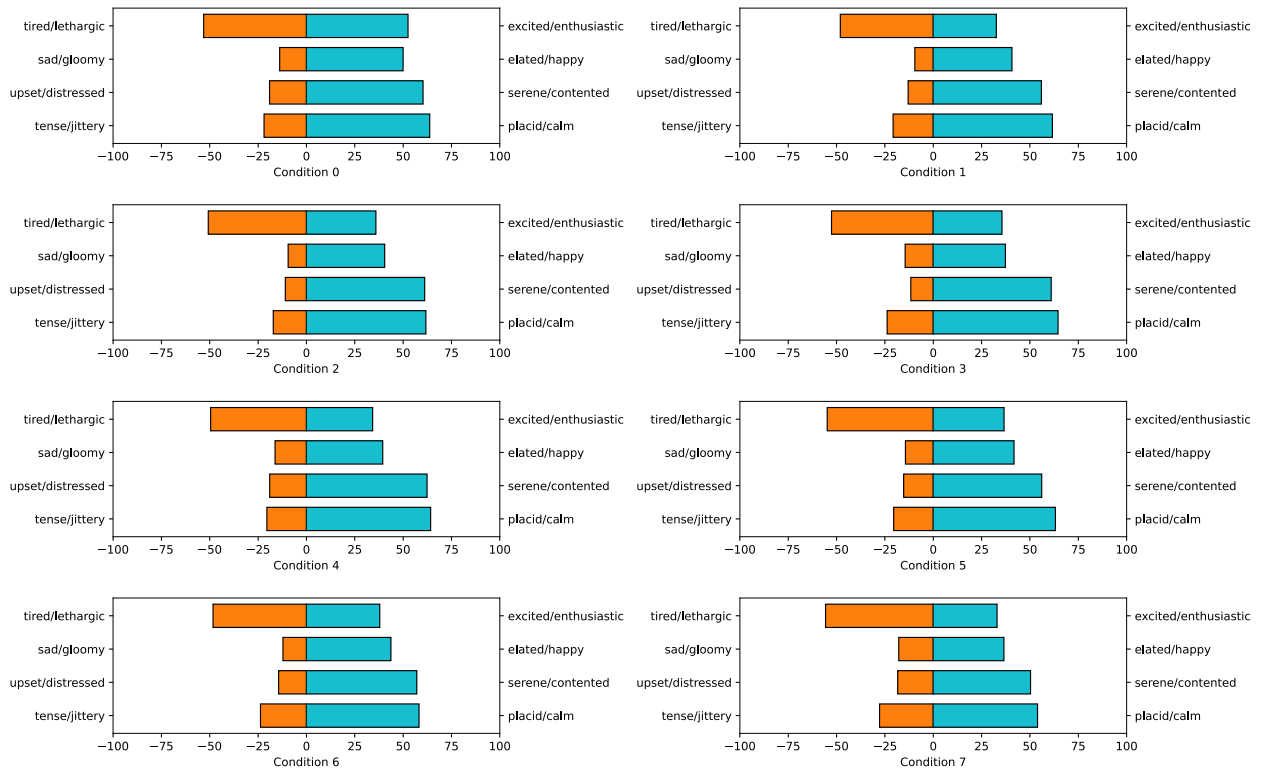 tired/lethargic excited/enthusiastic
sad/gloomy elated/happy
upset/distressed serene/contented
tense/jittery placid/calm
−100 −75 −50 −25 0 25 50 75 100
Condition 0
tired/lethargic excited/enthusiastic
sad/gloomy elated/happy
upset/distressed serene/contented
tense/jittery placid/calm
−100 −75 −50 −25 0 25 50 75 100
Condition 1
tired/lethargic excited/enthusiastic
sad/gloomy elated/happy
upset/distressed serene/contented
tense/jittery placid/calm
−100 −75 −50 −25 0 25 50 75 100
Condition 2
tired/lethargic excited/enthusiastic
sad/gloomy elated/happy
upset/distressed serene/contented
tense/jittery placid/calm
−100 −75 −50 −25 0 25 50 75 100
Condition 3
tired/lethargic excited/enthusiastic
sad/gloomy elated/happy
upset/distressed serene/contented
tense/jittery placid/calm
−100 −75 −50 −25 0 25 50 75 100
Condition 4
tired/lethargic excited/enthusiastic
sad/gloomy elated/happy
upset/distressed serene/contented
tense/jittery placid/calm
−100 −75 −50 −25 0 25 50 75 100
Condition 5
tired/lethargic excited/enthusiastic
sad/gloomy elated/happy
upset/distressed serene/contented
tense/jittery placid/calm
−100 −75 −50 −25 0 25 50 75 100
Condition 6
tired/lethargic excited/enthusiastic
sad/gloomy elated/happy
upset/distressed serene/contented
tense/jittery placid/calm
−100 −75 −50 −25 0 25 50 75 100
Condition 7